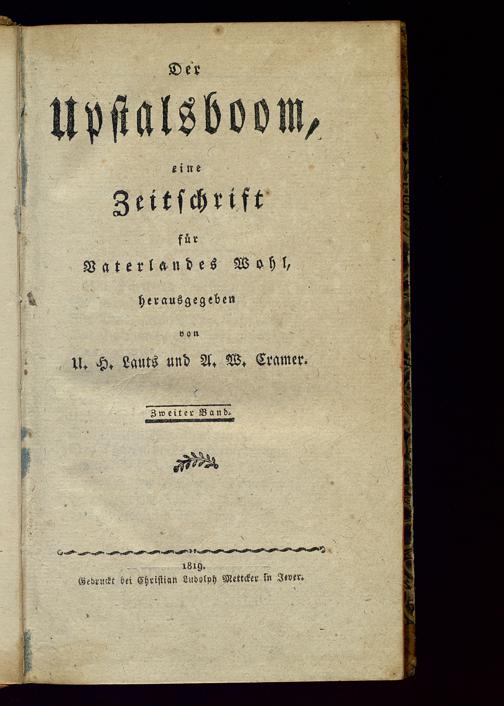 Der
Upstalsboom,
eine
Zeitschrift
für
Vaterlandes Wohl,
herausgegeben
von
U. H. Lauts und A. W. Cramer.
Zweiter Band.
1819.
Gedruckt bei Christian Ludolph Mettcker in Jever.